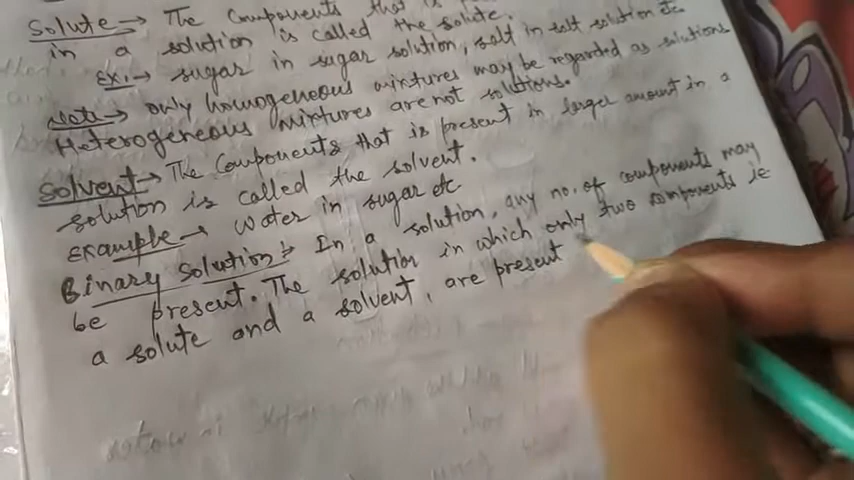 Solute → The Components that is
in a solution is called the solute.
Ex: → sugar in sugar solution, salt in salt solution etc.
Note → only homogeneous mixtures may be regarded as solutions
Heterogeneous mixtures are not solutions.
Solvent → The Components that is present in larger amount in a
solution is called the solvent.
Example → Water in sugar etc
Binary Solution: In a solution, any no. of components may
be present. The solution in which only two components ie
a solute and a solvent, are present